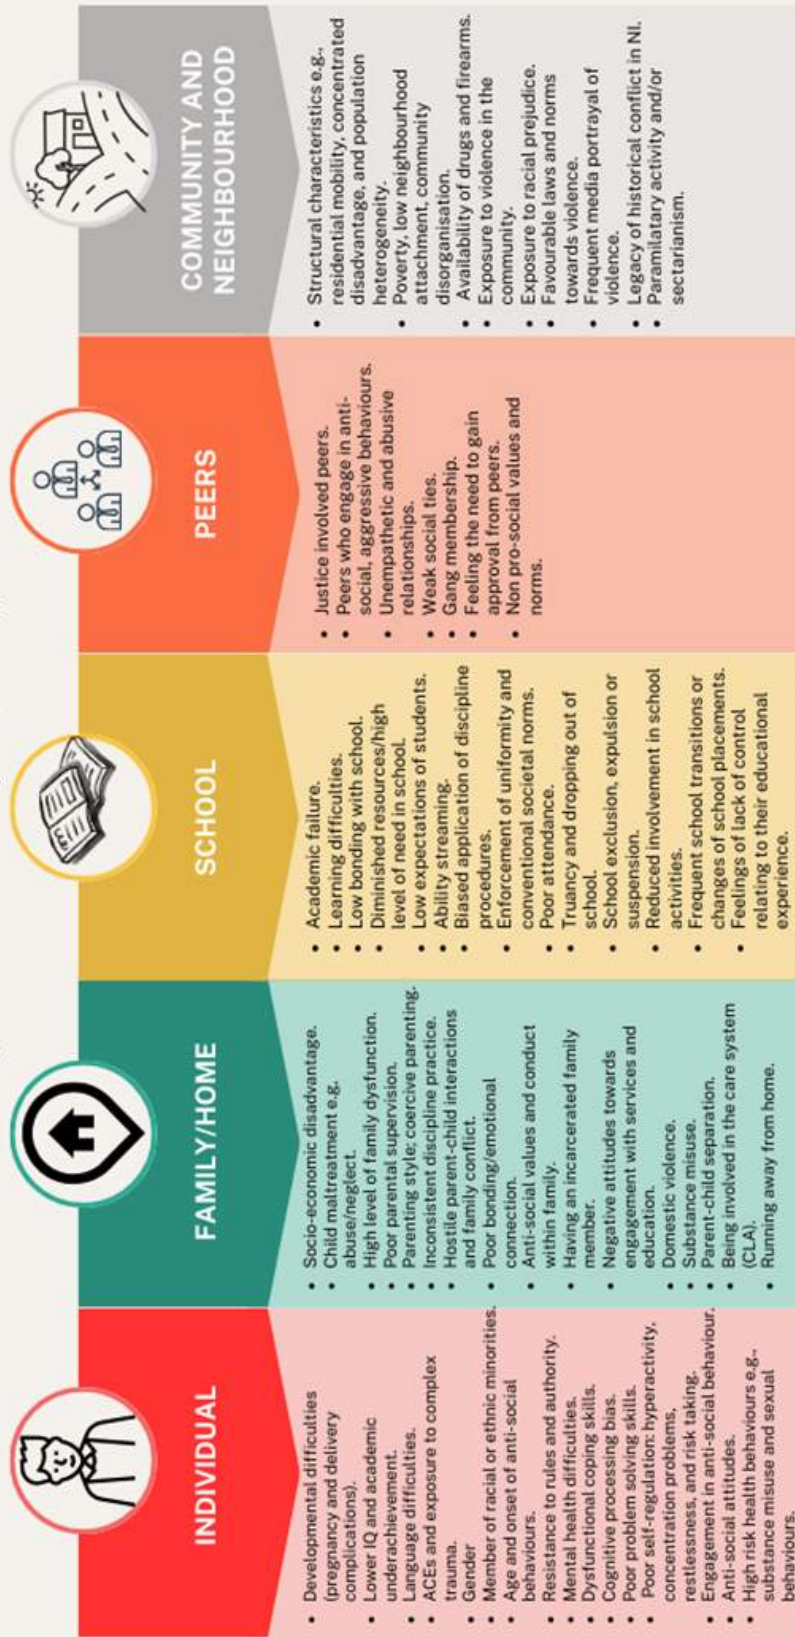 INDIVIDUAL
• Developmental difficulties
(pregnancy and delivery
complications).
• Lower IQ and academic
underachievement.
• Language difficulties.
• ACEs and exposure to complex
trauma.
• Gender
• Member of racial or ethnic minorities.
• Age and onset of anti-social
behaviours.
• Resistance to rules and authority.
• Mental health difficulties.
• Dysfunctional coping skills.
• Cognitive processing bias.
• Poor problem solving skills.
• Poor self-regulation: hyperactivity,
concentration problems,
restlessness, and risk taking.
• Engagement in anti-social behaviour.
• Anti-social attitudes.
• High risk health behaviours e.g.,
substance misuse and sexual
behaviours.
FAMILY/HOME
• Socio-economic disadvantage.
• Child maltreatment e.g.
abuse/neglect.
• High level of family dysfunction.
• Poor parental supervision.
• Parenting style; coercive parenting.
• Inconsistent discipline practice.
• Hostile parent-child interactions
and family conflict.
• Poor bonding/emotional
connection.
• Anti-social values and conduct
within family.
• Having an incarcerated family
member.
• Negative attitudes towards
engagement with services and
education.
• Domestic violence.
• Substance misuse.
• Parent-child separation.
• Being involved in the care system
(CLA).
• Running away from home.
SCHOOL
• Academic failure.
• Learning difficulties.
• Low bonding with school.
• Diminished resources/high
level of need in school.
• Low expectations of students.
• Ability streaming.
• Biased application of discipline
procedures.
• Enforcement of uniformity and
conventional societal norms.
• Poor attendance.
• Truancy and dropping out of
school.
• School exclusion, expulsion or
suspension.
• Reduced involvement in school
activities.
• Frequent school transitions or
changes of school placements.
• Feelings of lack of control
relating to their educational
experience.
PEERS
• Justice involved peers.
• Peers who engage in anti-
social, aggressive behaviours.
• Unempathetic and abusive
relationships.
• Weak social ties.
• Gang membership.
• Feeling the need to gain
approval from peers.
• Non pro-social values and
norms.
COMMUNITY AND
NEIGHBOURHOOD
• Structural characteristics e.g.,
residential mobility, concentrated
disadvantage, and population
heterogeneity.
• Poverty, low neighbourhood
attachment, community
disorganisation.
• Availability of drugs and firearms.
• Exposure to violence in the
community.
• Exposure to racial prejudice.
• Favourable laws and norms
towards violence.
• Frequent media portrayal of
violence.
• Legacy of historical conflict in NI.
• Paramilatary activity and/or
sectarianism.